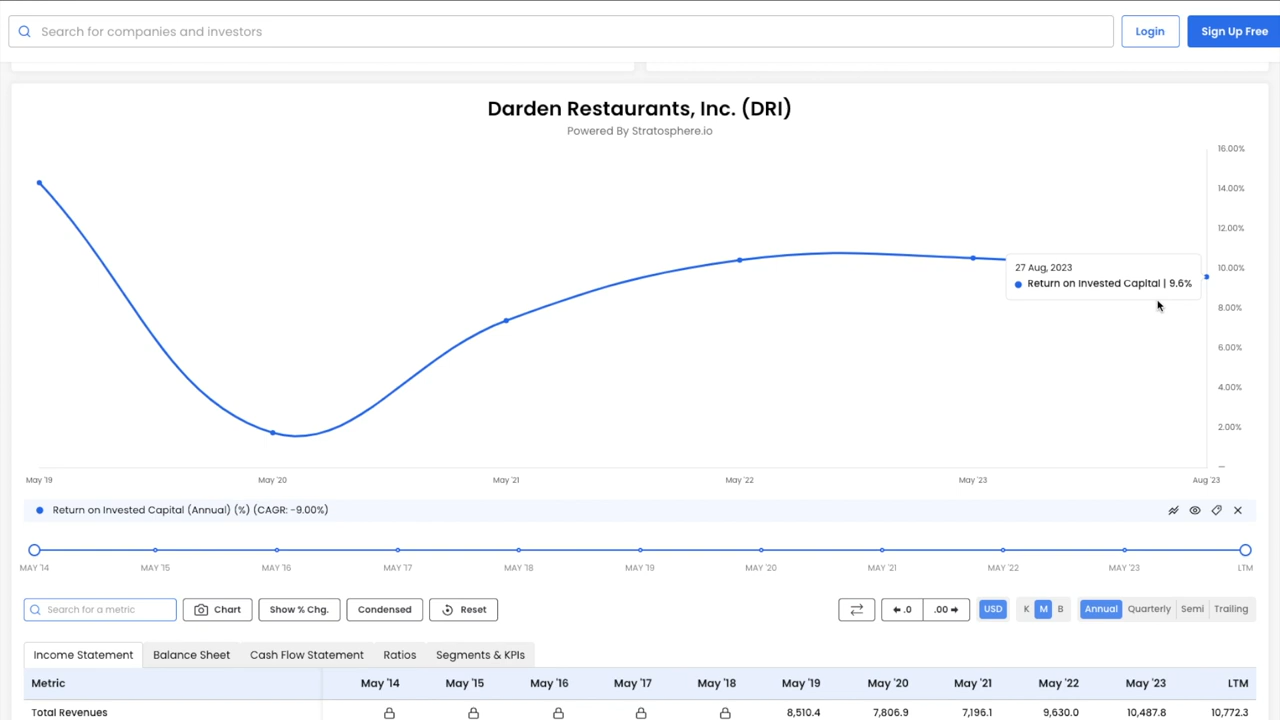 Search for companies and investors
Login
Sign Up Free
Darden Restaurants, Inc. (DRI)
Powered By Stratosphere.io
16.00%
14.00%
12.00%
10.00%
8.00%
6.00%
4.00%
2.00%
—
27 Aug, 2023
Return on Invested Capital | 9.6%
May '19 May '20 May '21 May '22 May '23 Aug '23
Return on Invested Capital (Annual) (%) (CAGR: -9.00%)
MAY '14 MAY '15 MAY '16 MAY '17 MAY '18 MAY '19 MAY '20 MAY '21 MAY '22 MAY '23 LTM
Search for a metric Chart Show % Chg. Condensed Reset .0 .00 USD K M B Annual Quarterly Semi Trailing
Income Statement Balance Sheet Cash Flow Statement Ratios Segments & KPIs
Metric May '14 May '15 May '16 May '17 May '18 May '19 May '20 May '21 May '22 May '23 LTM
Total Revenues 8,510.4 7,806.9 7,196.1 9,630.0 10,487.8 10,772.3